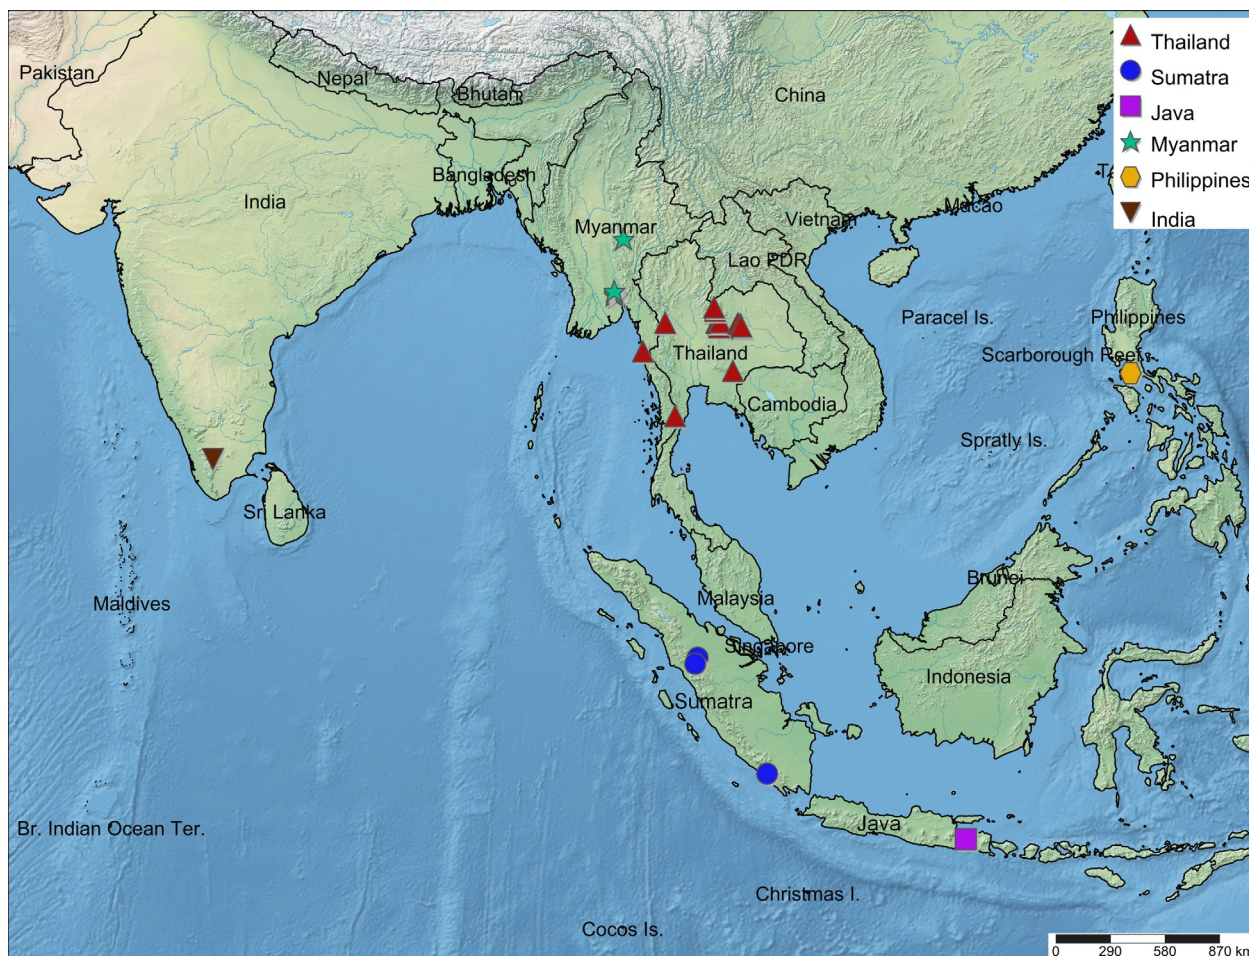 Thailand
Sumatra
Java
Myanmar
Philippines
India
Pakistan
Nepal
Bhutan
China
Bangladesh
India
Myanmar
Vietnam
Macao
Lao PDR
Paracel Is.
Philippines
Scarborough Reef
Thailand
Cambodia
Spratly Is.
Sri Lanka
Maldives
Malaysia
Brunei
Singapore
Indonesia
Sumatra
Br. Indian Ocean Ter.
Java
Christmas I.
Cocos Is.
0 290 580 870 km